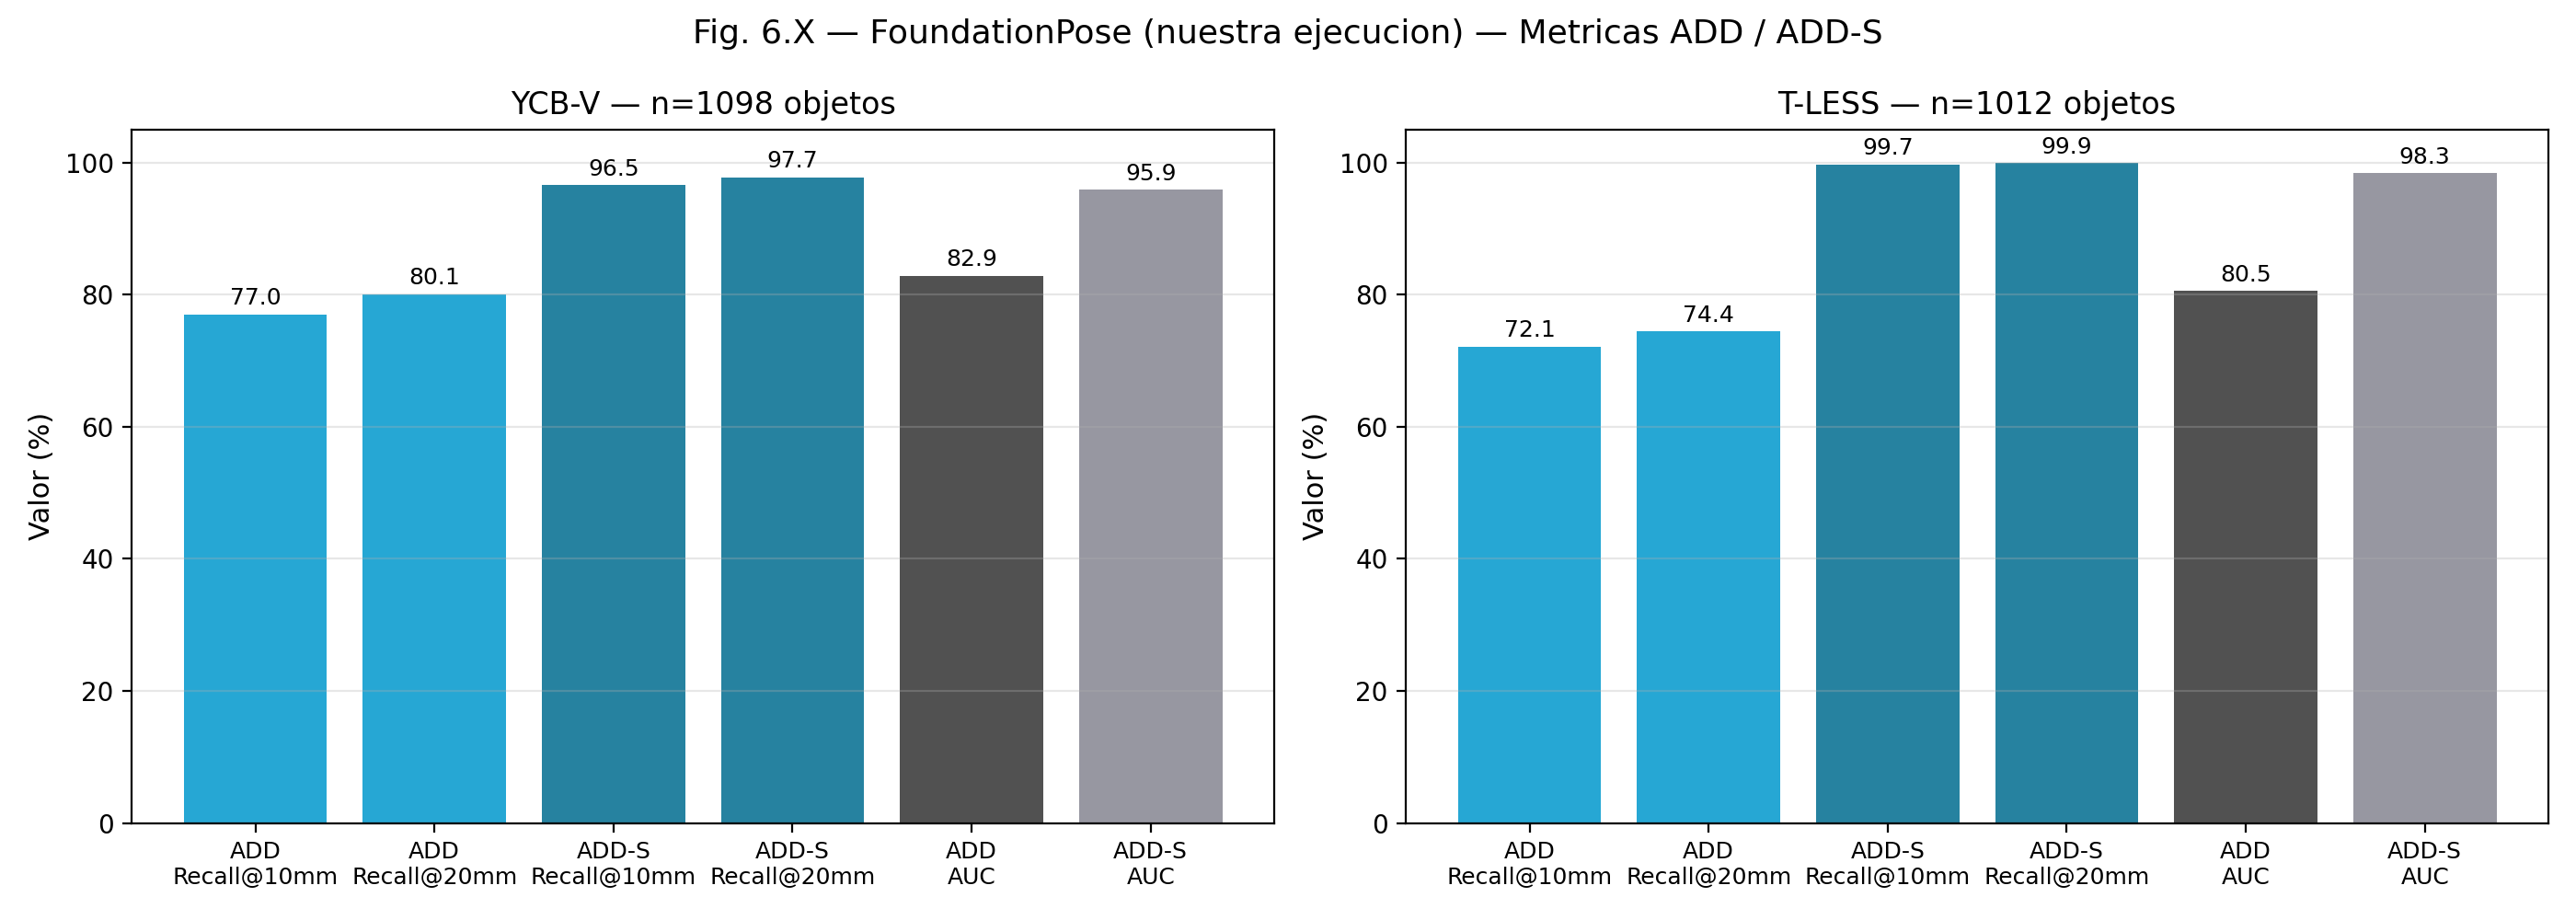 Fig. 6.X — FoundationPose (nuestra ejecucion) — Metricas ADD / ADD-S
YCB-V — n=1098 objetos
Valor (%)
100
80
60
40
20
0
77.0
80.1
96.5
97.7
82.9
95.9
ADD
Recall@10mm
ADD
Recall@20mm
ADD-S
Recall@10mm
ADD-S
Recall@20mm
ADD
AUC
ADD-S
AUC
T-LESS — n=1012 objetos
Valor (%)
100
80
60
40
20
0
72.1
74.4
99.7
99.9
80.5
98.3
ADD
Recall@10mm
ADD
Recall@20mm
ADD-S
Recall@10mm
ADD-S
Recall@20mm
ADD
AUC
ADD-S
AUC